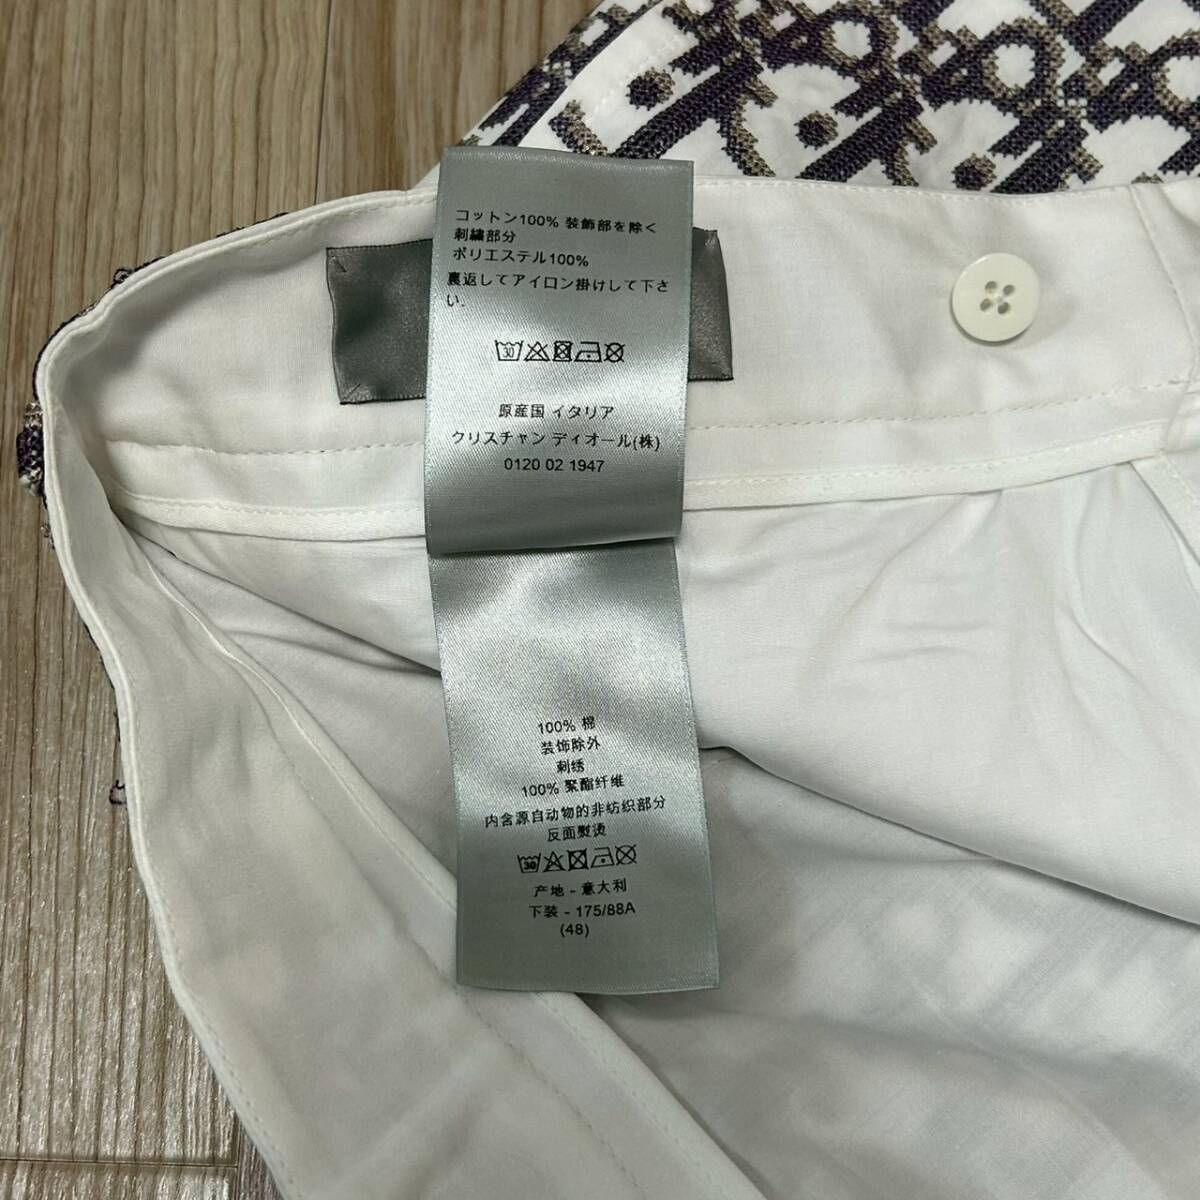 コットン100% 装飾部を除く
刺繍部分
ポリエステル100%
裏返してアイロン掛けして下さ
い.
30
原産国 イタリア
クリスチャン ディオール(株)
0120 02 1947
100% 棉
装饰除外
刺绣
100% 聚酯纤维
内含源自动物的非纺织部分
反面熨烫
30
产地 - 意大利
下装 - 175/88A
(48)